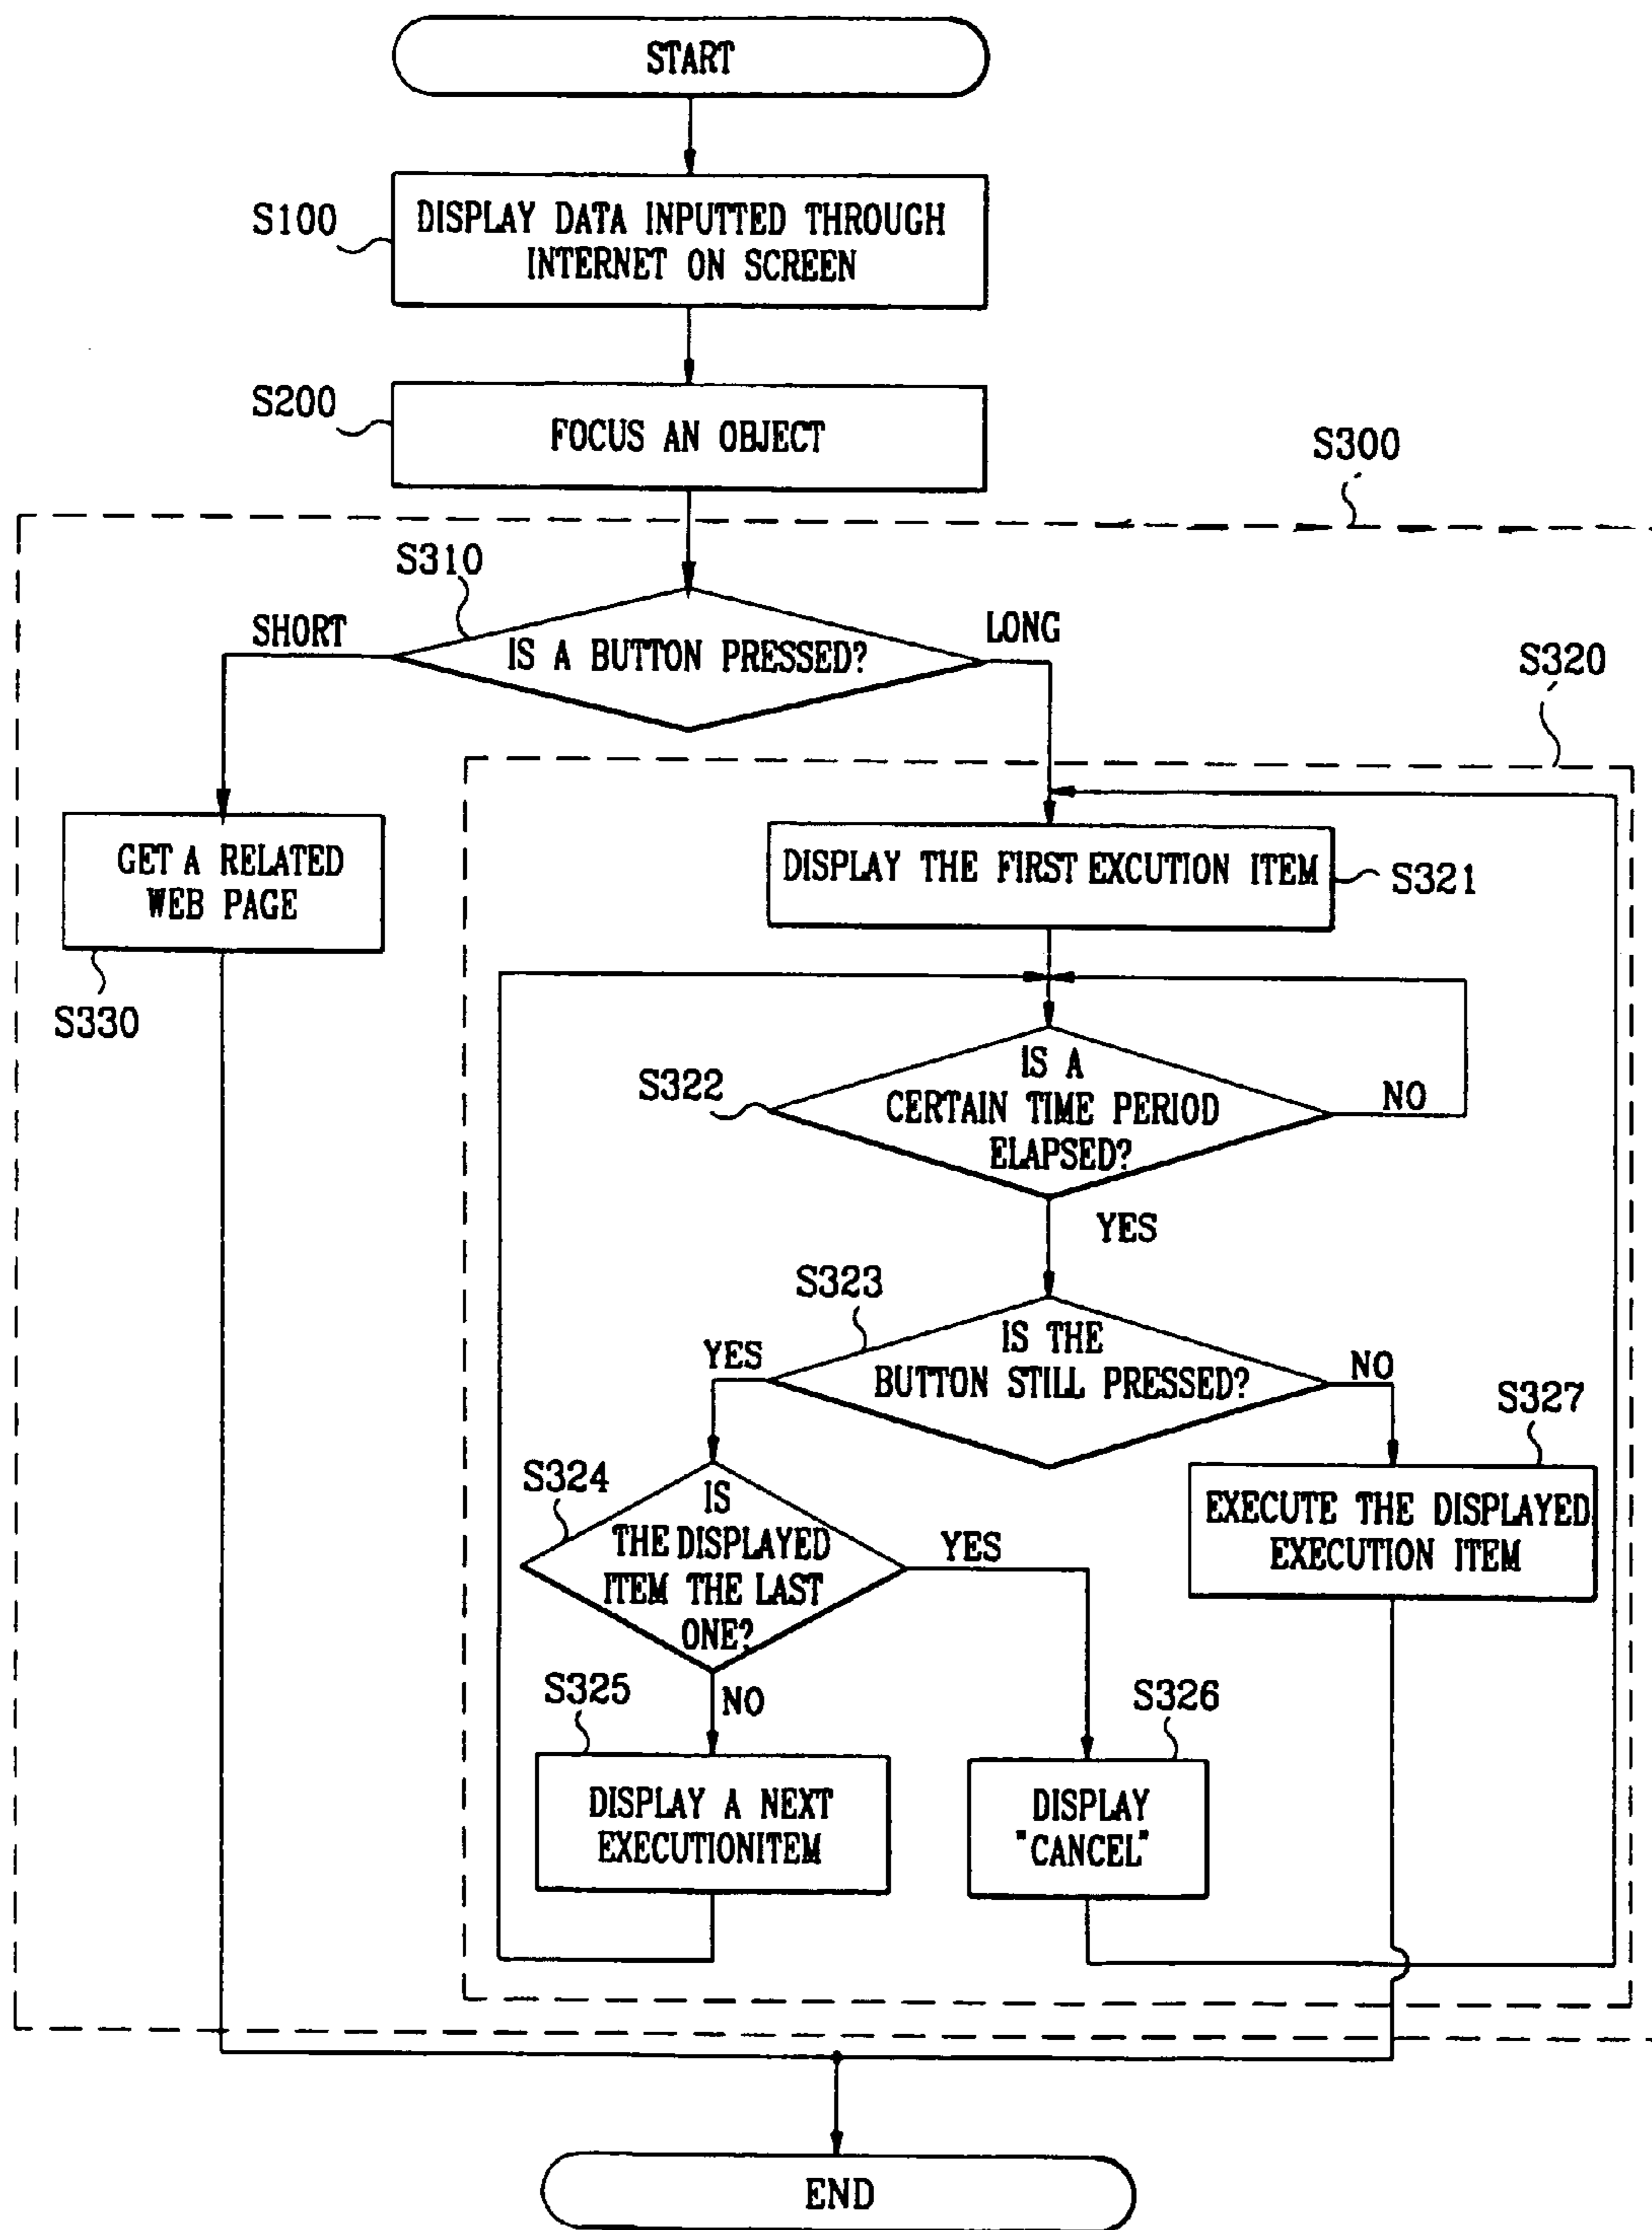 START
S100
DISPLAY DATA INPUTTED THROUGH
INTERNET ON SCREEN
S200
FOCUS AN OBJECT
S300
S310
SHORT
IS A BUTTON PRESSED?
LONG
S320
GET A RELATED
WEB PAGE
S330
DISPLAY THE FIRST EXCUTION ITEM
S321
S322
IS A
CERTAIN TIME PERIOD
ELAPSED?
NO
YES
S323
YES
IS THE
BUTTON STILL PRESSED?
NO
S327
EXECUTE THE DISPLAYED
EXECUTION ITEM
S324
IS
THE DISPLAYED
ITEM THE LAST
ONE?
YES
NO
S325
DISPLAY A NEXT
EXECUTIONITEM
S326
DISPLAY
"CANCEL"
END